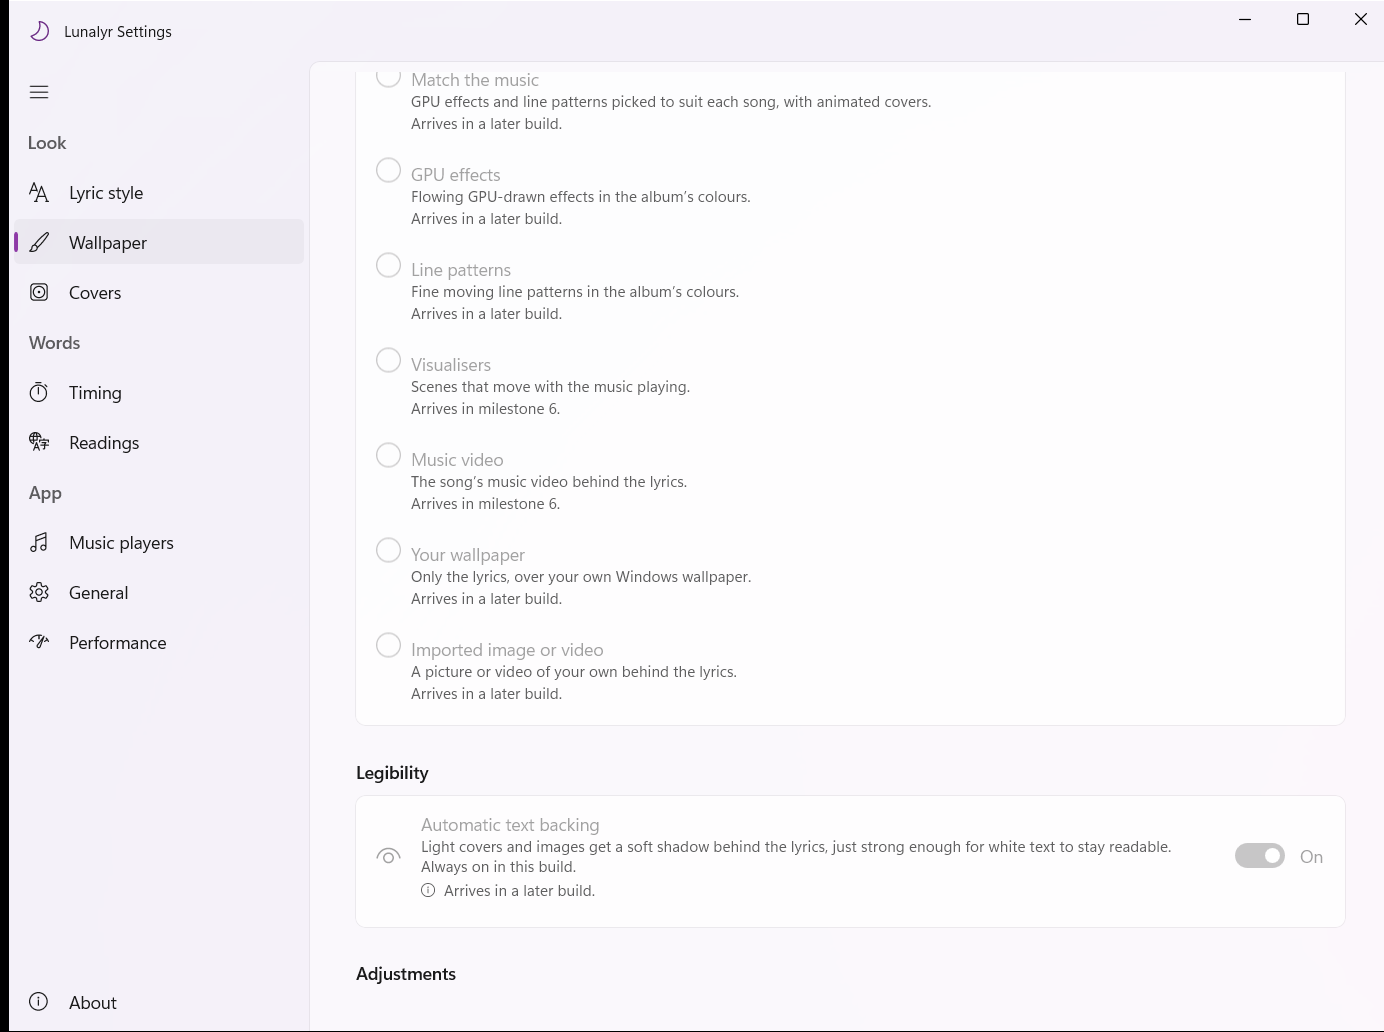 Lunalyr Settings
Look
Lyric style
Wallpaper
Covers
Words
Timing
Readings
App
Music players
General
Performance
About
Match the music
GPU effects and line patterns picked to suit each song, with animated covers.
Arrives in a later build.
GPU effects
Flowing GPU-drawn effects in the album’s colours.
Arrives in a later build.
Line patterns
Fine moving line patterns in the album’s colours.
Arrives in a later build.
Visualisers
Scenes that move with the music playing.
Arrives in milestone 6.
Music video
The song’s music video behind the lyrics.
Arrives in milestone 6.
Your wallpaper
Only the lyrics, over your own Windows wallpaper.
Arrives in a later build.
Imported image or video
A picture or video of your own behind the lyrics.
Arrives in a later build.
Legibility
Automatic text backing
Light covers and images get a soft shadow behind the lyrics, just strong enough for white text to stay readable.
Always on in this build.
Arrives in a later build.
On
Adjustments